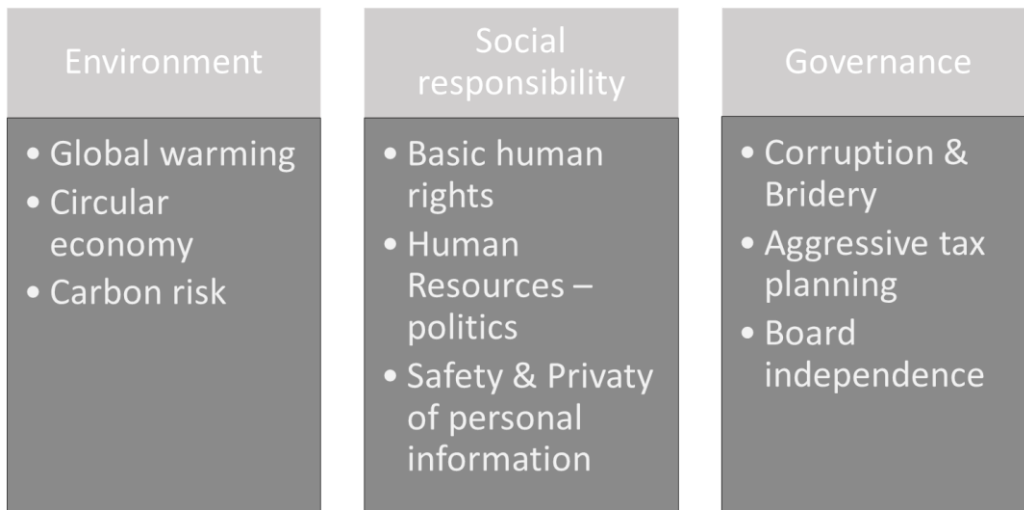 Environment
• Global warming
• Circular
economy
• Carbon risk
Social
responsibility
• Basic human
rights
• Human
Resources –
politics
• Safety & Privaty
of personal
information
Governance
• Corruption &
Bridery
• Aggressive tax
planning
• Board
independence